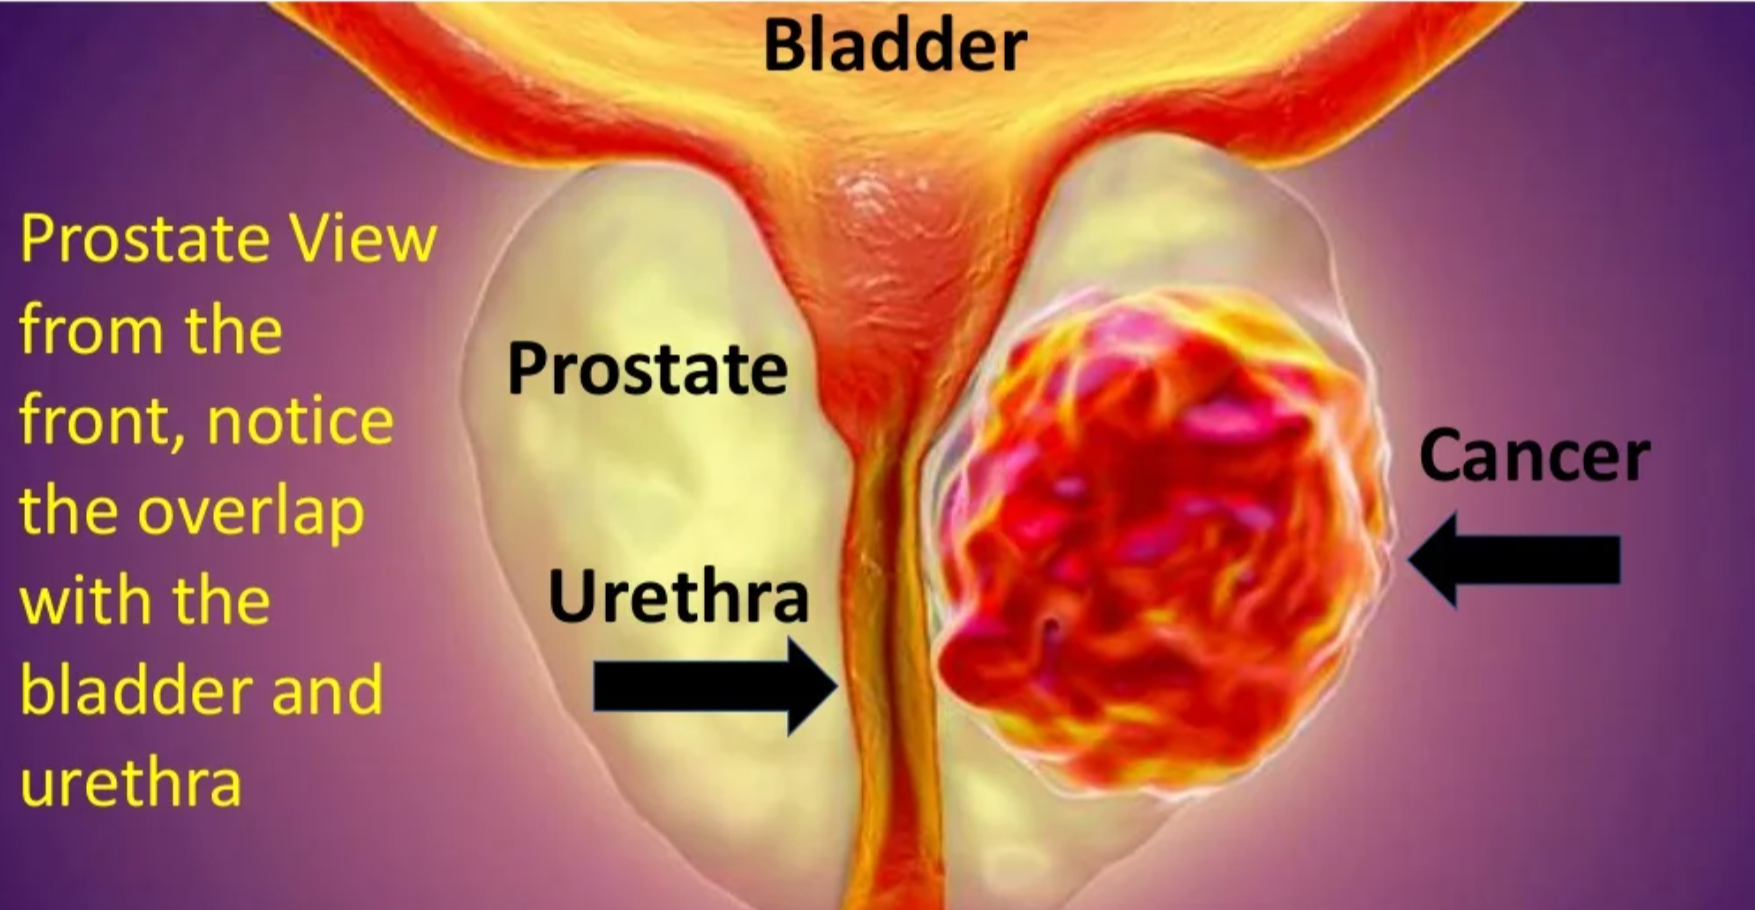 Bladder
Prostate View
from the
front, notice
the overlap
with the
bladder and
urethra
Prostate
Urethra
Cancer